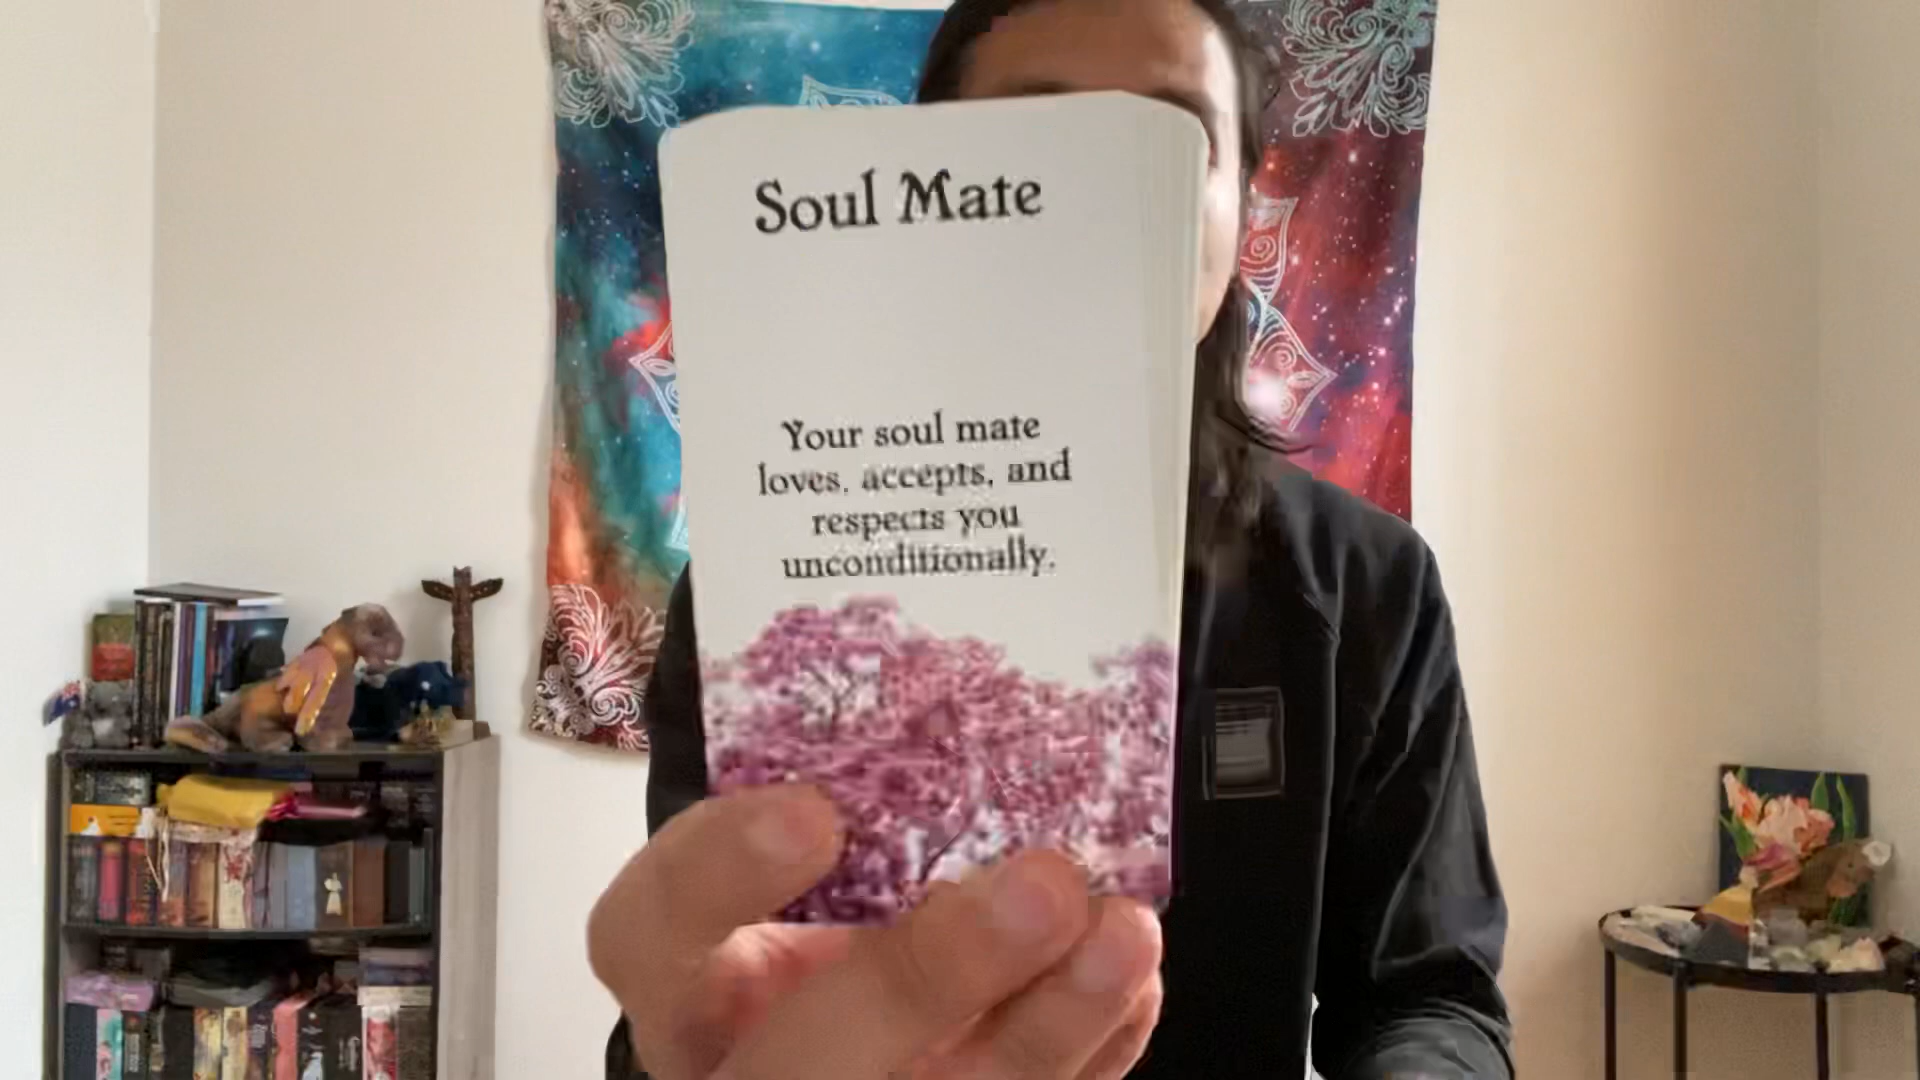 Soul Mate
Your soul mate
loves, accepts, and
respects you
unconditionally.